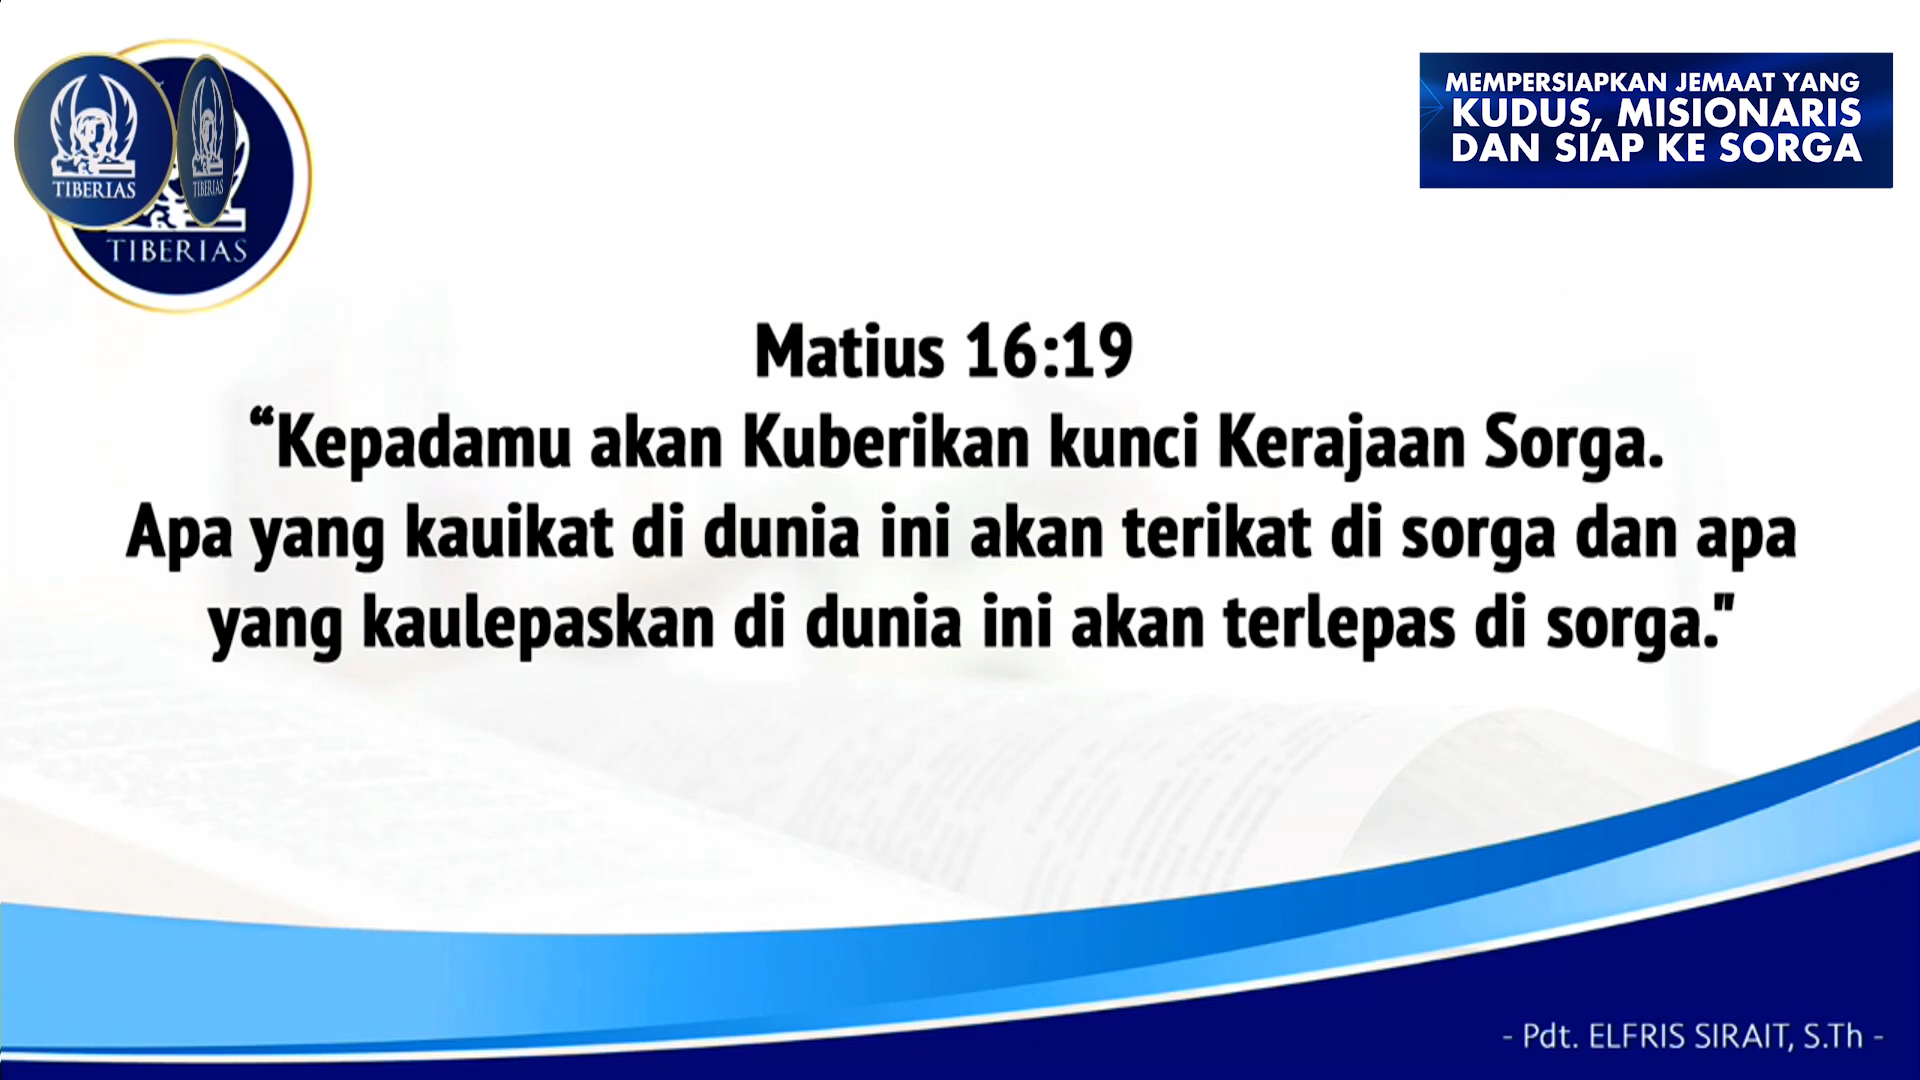 TIBERIAS
TIBERIAS
TIBERIAS
MEMPERSIAPKAN JEMAAT YANG
KUDUS, MISIONARIS
DAN SIAP KE SORGA
Matius 16:19
“Kepadamu akan Kuberikan kunci Kerajaan Sorga.
Apa yang kauikat di dunia ini akan terikat di sorga dan apa
yang kaulepaskan di dunia ini akan terlepas di sorga."
- Pdt. ELFRIS SIRAIT, S.Th -